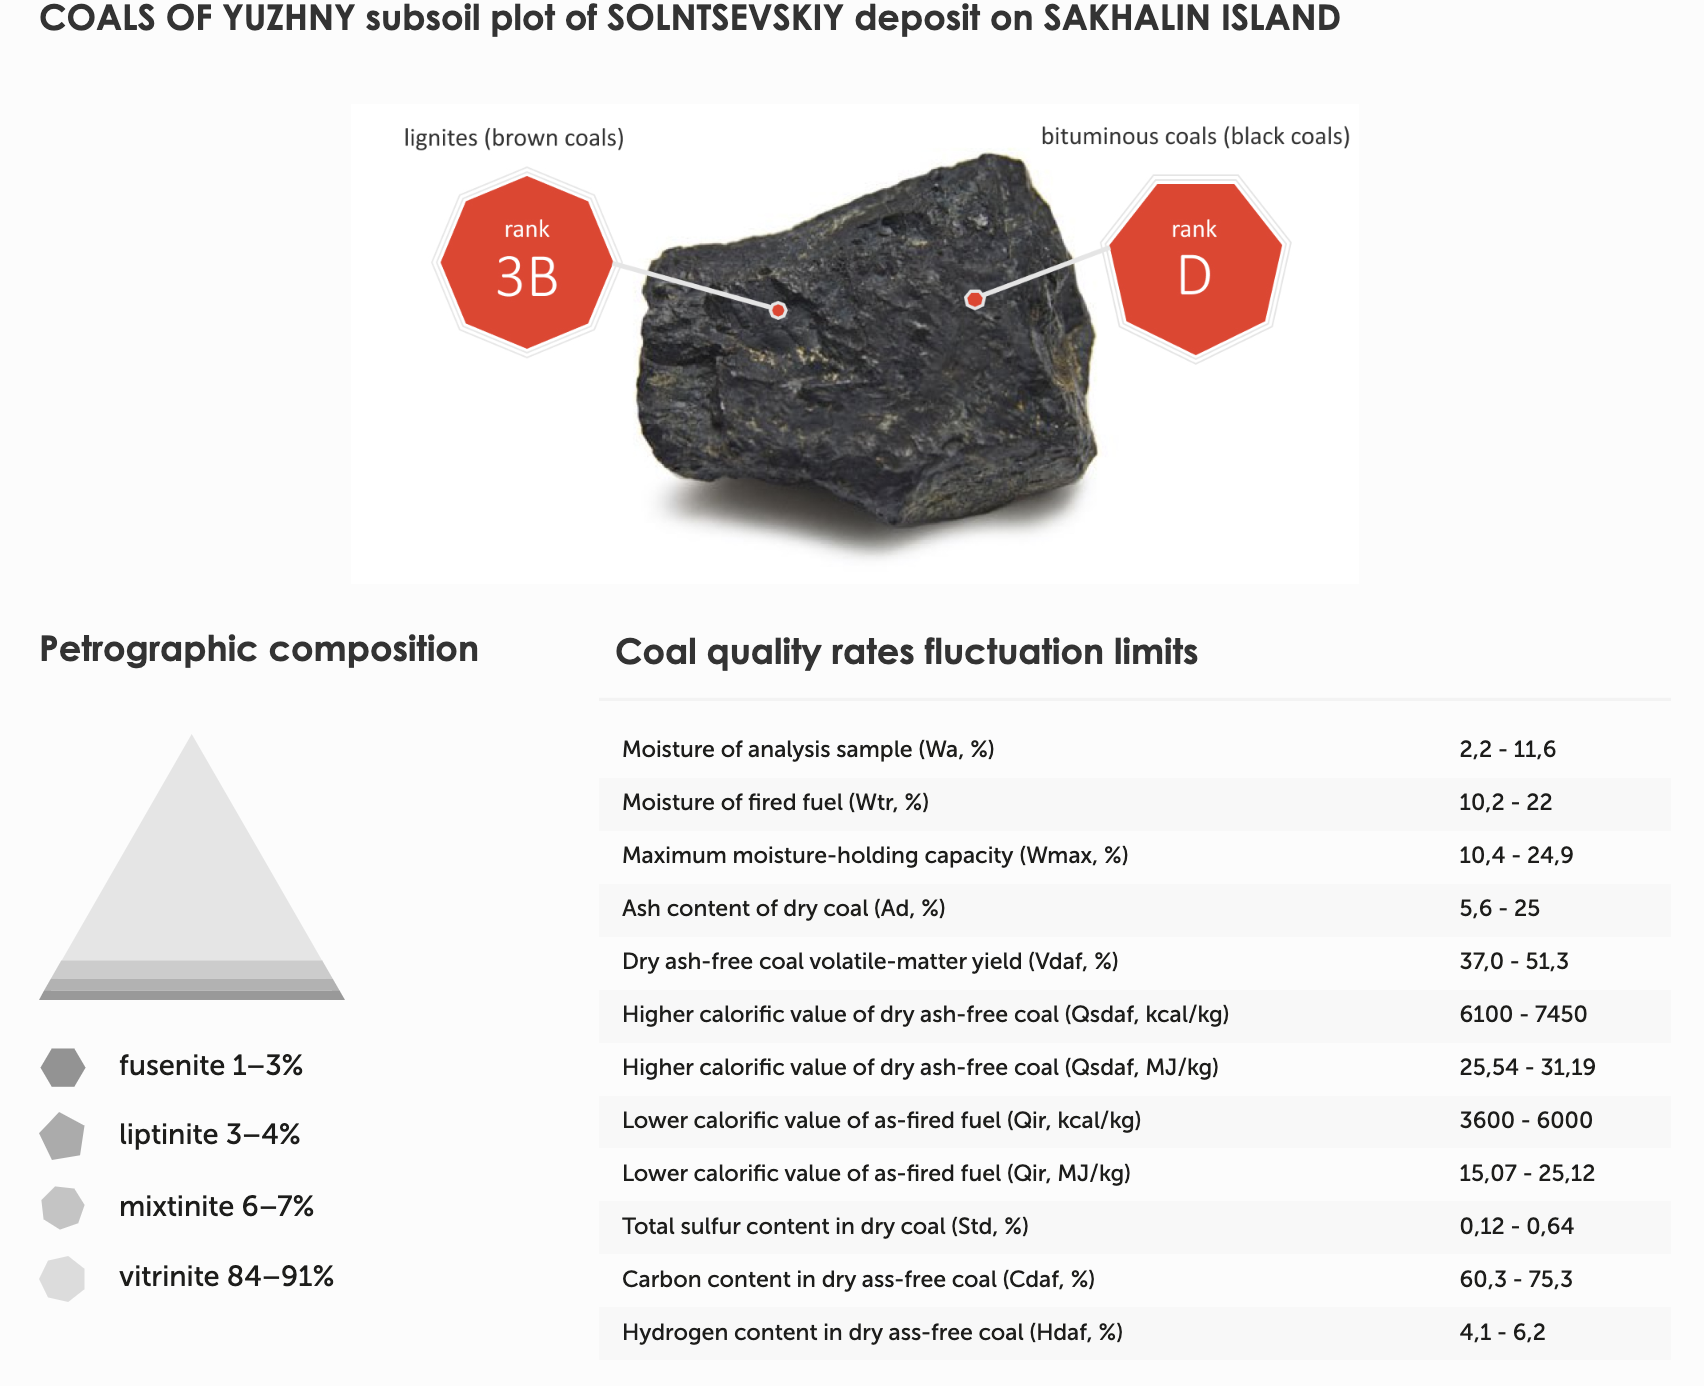 COALS OF YUZHNY subsoil plot of SOLNTSEVSKIY deposit on SAKHALIN ISLAND
lignites (brown coals)
bituminous coals (black coals)
rank
3B
rank
D
Petrographic composition
fusenite 1–3%
liptinite 3–4%
mixtinite 6–7%
vitrinite 84–91%
Coal quality rates fluctuation limits
Moisture of analysis sample (Wa, %) 2,2 - 11,6
Moisture of fired fuel (Wtr, %) 10,2 - 22
Maximum moisture-holding capacity (Wmax, %) 10,4 - 24,9
Ash content of dry coal (Ad, %) 5,6 - 25
Dry ash-free coal volatile-matter yield (Vdaf, %) 37,0 - 51,3
Higher calorific value of dry ash-free coal (Qsdaf, kcal/kg) 6100 - 7450
Higher calorific value of dry ash-free coal (Qsdaf, MJ/kg) 25,54 - 31,19
Lower calorific value of as-fired fuel (Qir, kcal/kg) 3600 - 6000
Lower calorific value of as-fired fuel (Qir, MJ/kg) 15,07 - 25,12
Total sulfur content in dry coal (Std, %) 0,12 - 0,64
Carbon content in dry ass-free coal (Cdaf, %) 60,3 - 75,3
Hydrogen content in dry ass-free coal (Hdaf, %) 4,1 - 6,2